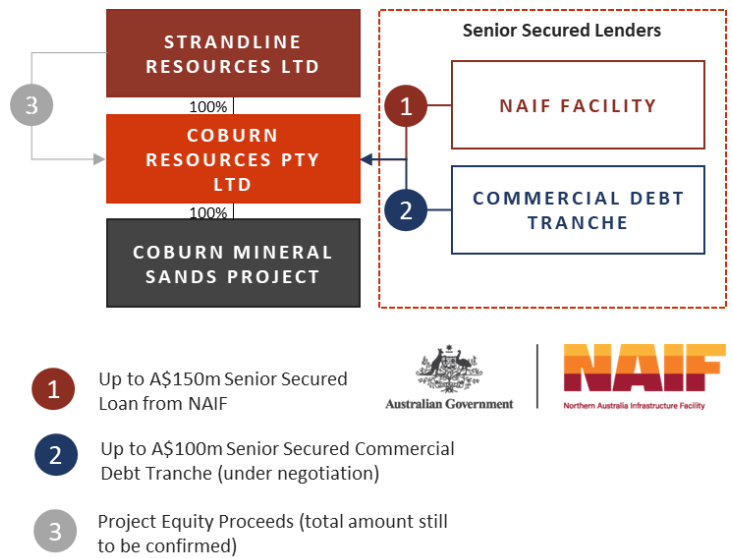 STRANDLINE
RESOURCES LTD
100%
COBURN
RESOURCES PTY
LTD
100%
COBURN MINERAL
SANDS PROJECT
3
Senior Secured Lenders
1
NAIF FACILITY
2
COMMERCIAL DEBT
TRANCHE
1
Up to A$150m Senior Secured
Loan from NAIF
Australian Government
NAIF
Northern Australia Infrastructure Facility
2
Up to A$100m Senior Secured Commercial
Debt Tranche (under negotiation)
3
Project Equity Proceeds (total amount still
to be confirmed)